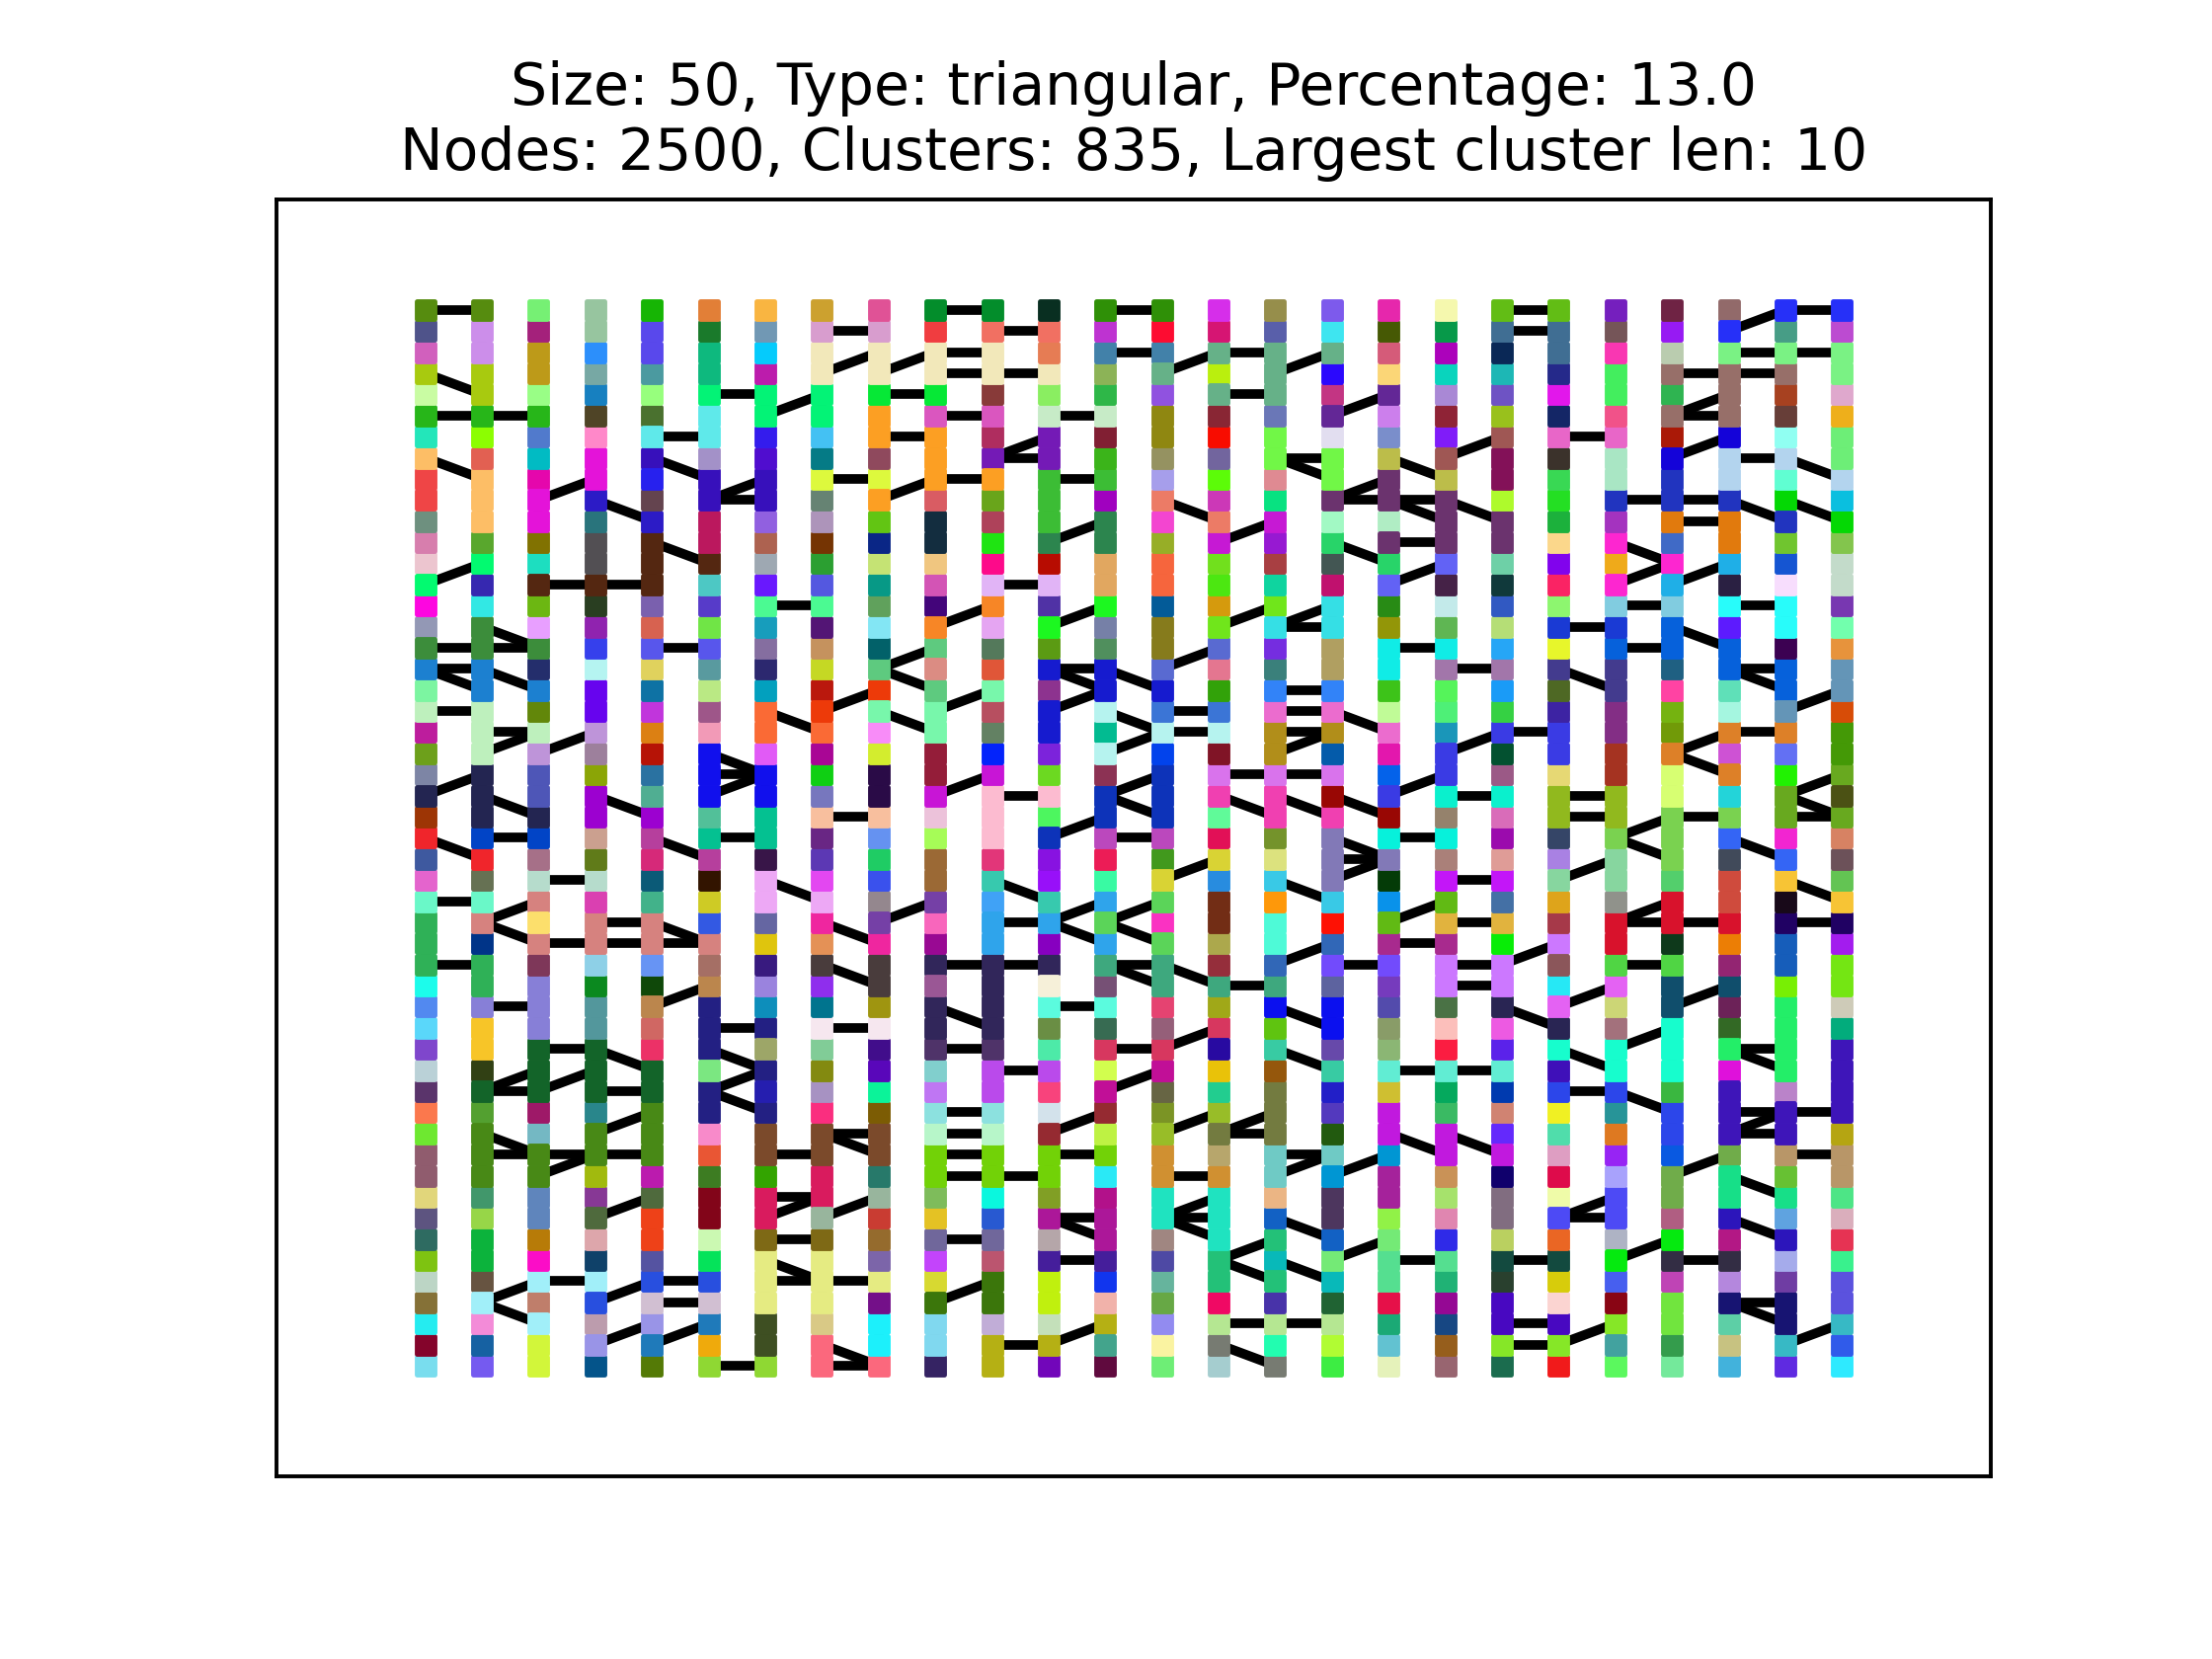 Size: 50, Type: triangular, Percentage: 13.0
Nodes: 2500, Clusters: 835, Largest cluster len: 10